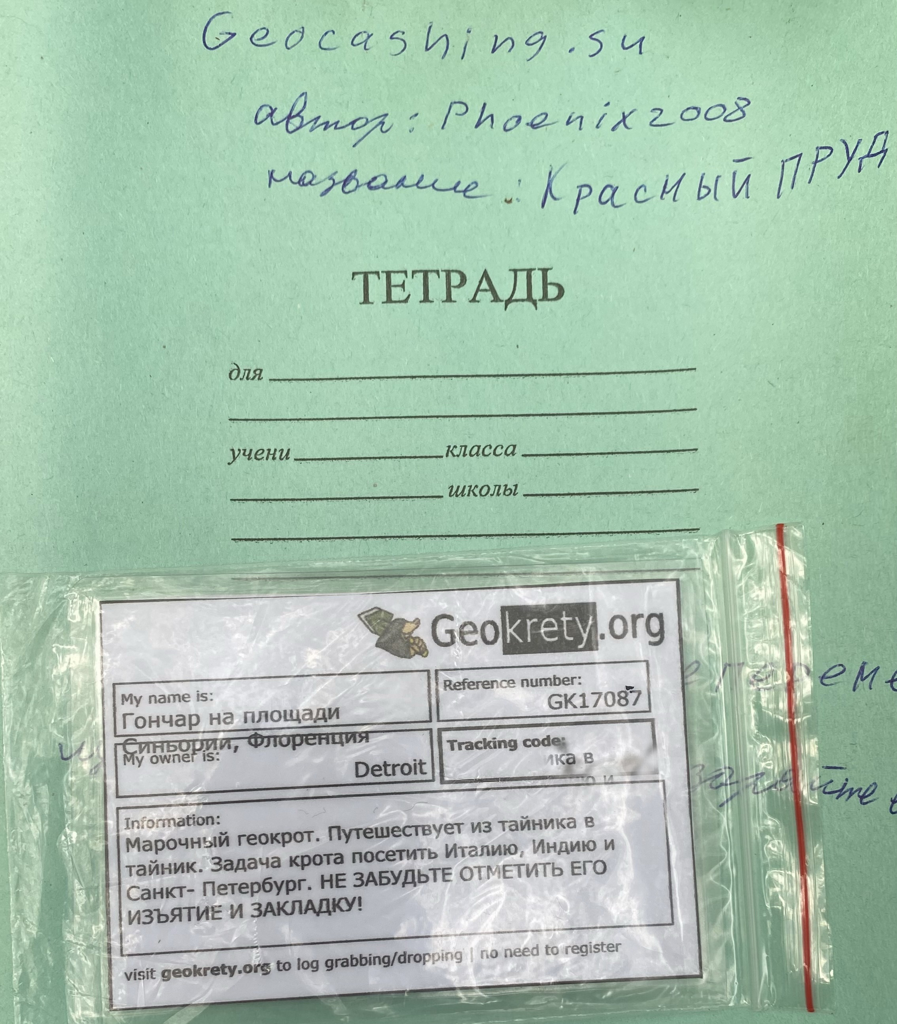 Geocashing.su
автор: Phoenix2008
название: Красный ПРУД
ТЕТРАДЬ
для
учени класса
школы
Geokrety.org
My name is:
Гончар на площади
Синьории, Флоренция
Reference number:
GK17087
My owner is:
Detroit
Tracking code:
Information:
Марочный геокрот. Путешествует из тайника в
тайник. Задача крота посетить Италию, Индию и
Санкт- Петербург. НЕ ЗАБУДЬТЕ ОТМЕТИТЬ ЕГО
ИЗЪЯТИЕ И ЗАКЛАДКУ!
visit geokrety.org to log grabbing/dropping | no need to register